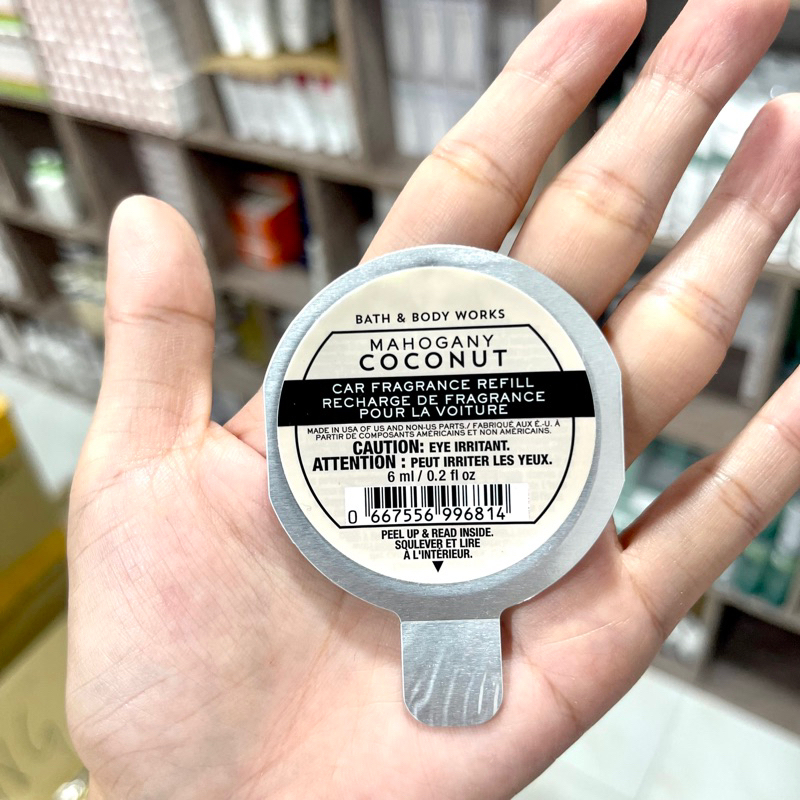 BATH & BODY WORKS
MAHOGANY
COCONUT
CAR FRAGRANCE REFILL
RECHARGE DE FRAGRANCE
POUR LA VOITURE
MADE IN USA OF US AND NON-US PARTS./ FABRIQUÉ AUX É.-U. À
PARTIR DE COMPOSANTS AMÉRICAINS ET NON AMÉRICAINS.
CAUTION: EYE IRRITANT.
ATTENTION : PEUT IRRITER LES YEUX.
6 ml / 0.2 fl oz
0 667556 996814
PEEL UP & READ INSIDE.
SOULEVER ET LIRE
À L'INTÉRIEUR.